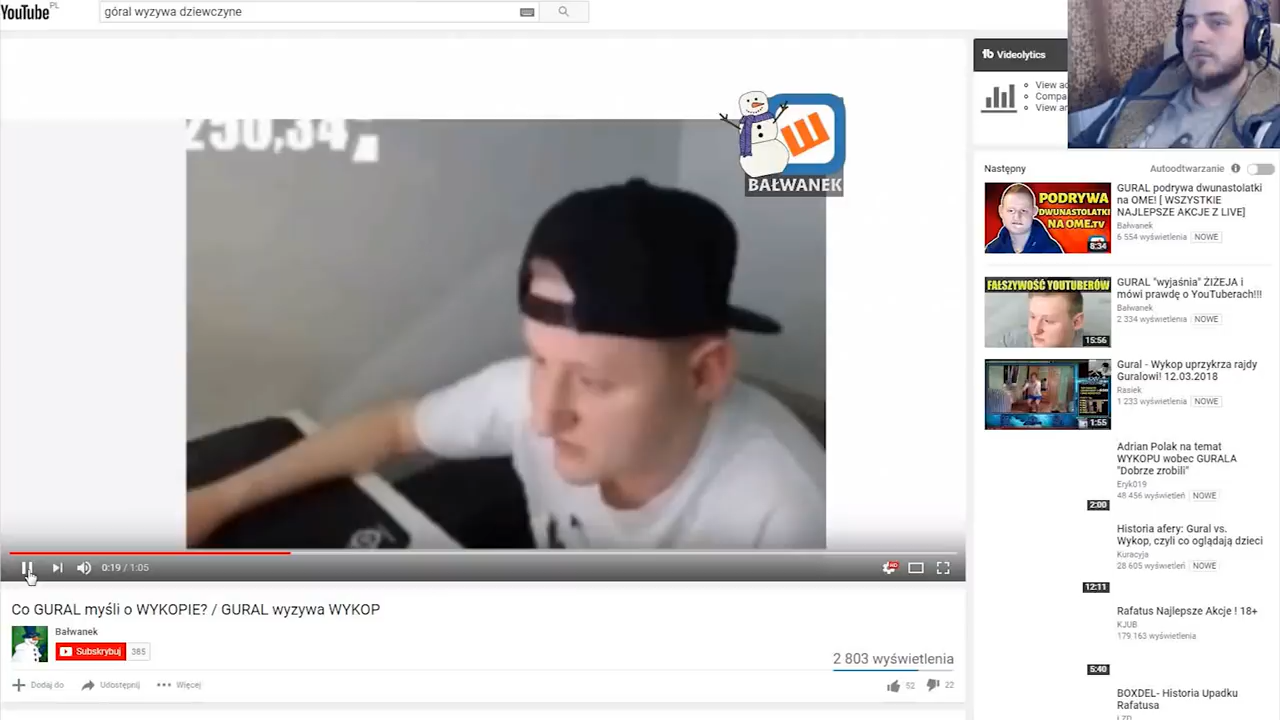 YouTube PL
góral wyzywa dziewczyne
250,34
BAŁWANEK
0:19 / 1:05
HD
Co GURAL myśli o WYKOPIE? / GURAL wyzywa WYKOP
Bałwanek
Subskrybuj 385
2 803 wyświetlenia
Dodaj do Udostępnij Więcej
52 22
Videolytics
View
Compa
View
Następny
Autoodtwarzanie
PODRYWA
DWUNASTOLATKI
NA OME.TV
8:34
GURAL podrywa dwunastolatki
na OME! [ WSZYSTKIE
NAJLEPSZE AKCJE Z LIVE]
Bałwanek
6 554 wyświetlenia NOWE
FAŁSZYWOŚĆ YOUTUBERÓW
15:56
GURAL "wyjaśnia" ŻIŻEJA i
mówi prawdę o YouTuberach!!!
Bałwanek
2 334 wyświetlenia NOWE
1:55
Gural - Wykop uprzykrza rajdy
Guralowi! 12.03.2018
Rasiek
1 233 wyświetlenia NOWE
2:00
Adrian Polak na temat
WYKOPU wobec GURALA
"Dobrze zrobili"
Eryk019
48 456 wyświetleń NOWE
12:11
Historia afery: Gural vs.
Wykop, czyli co oglądają dzieci
Kuracyja
28 605 wyświetleń NOWE
5:40
Rafatus Najlepsze Akcje ! 18+
KJUB
179 163 wyświetlenia
BOXDEL- Historia Upadku
Rafatusa